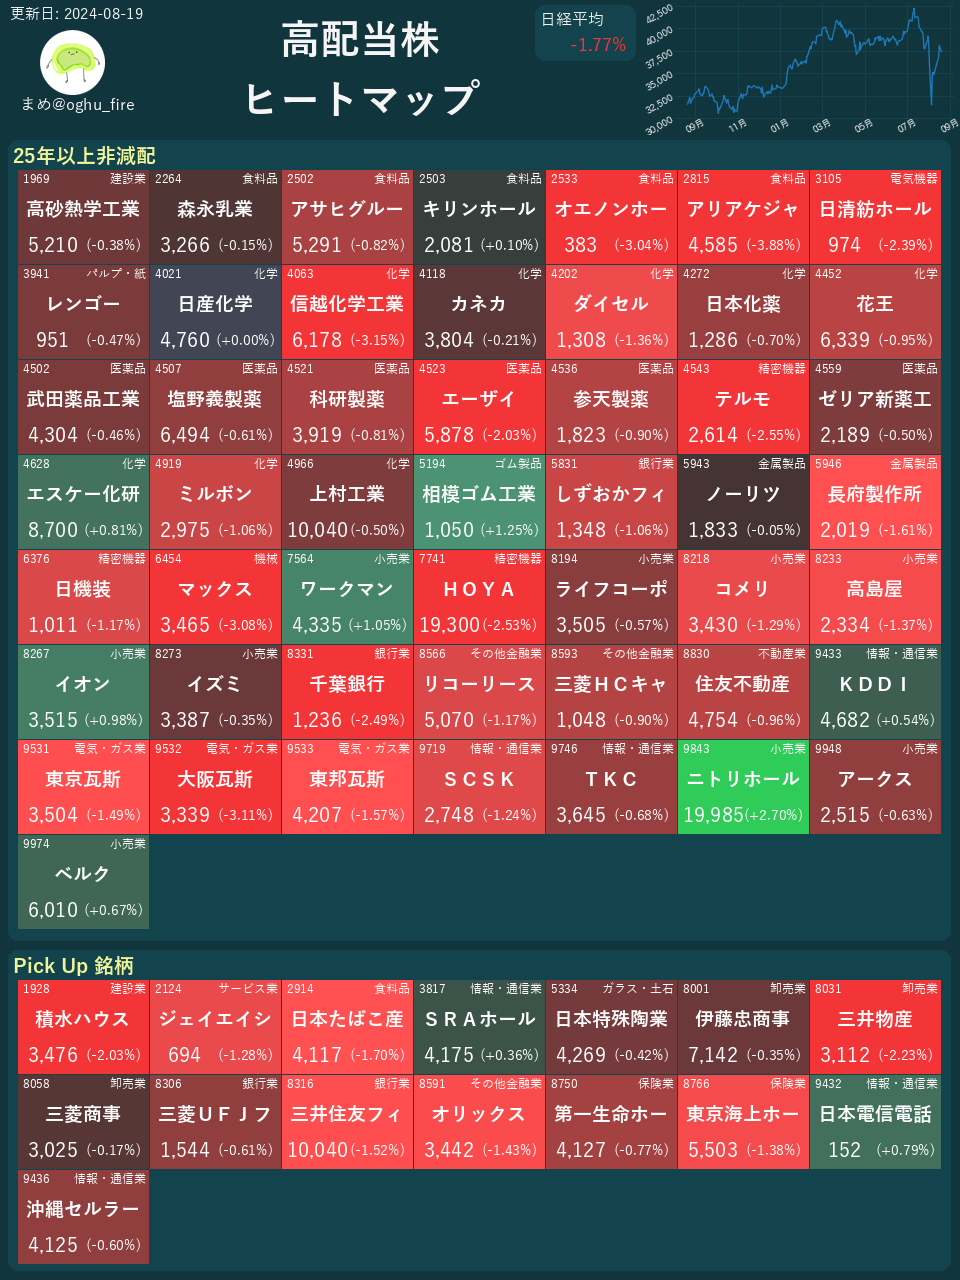 更新日: 2024-08-19
まめ@oghu_fire
高配当株
ヒートマップ
日経平均
-1.77%
42,500
40,000
37,500
35,000
32,500
30,000
09月 11月 01月 03月 05月 07月 09月
25年以上非減配
1969 建設業 2264 食料品 2502 食料品 2503 食料品 2533 食料品 2815 食料品 3105 電気機器
高砂熱学工業 森永乳業 アサヒグルー キリンホール オエノンホー アリアケジャ 日清紡ホール
5,210 (-0.38%) 3,266 (-0.15%) 5,291 (-0.82%) 2,081 (+0.10%) 383 (-3.04%) 4,585 (-3.88%) 974 (-2.39%)
3941 パルプ・紙 4021 化学 4063 化学 4118 化学 4202 化学 4272 化学 4452 化学
レンゴー 日産化学 信越化学工業 カネカ ダイセル 日本化薬 花王
951 (-0.47%) 4,760 (+0.00%) 6,178 (-3.15%) 3,804 (-0.21%) 1,308 (-1.36%) 1,286 (-0.70%) 6,339 (-0.95%)
4502 医薬品 4507 医薬品 4521 医薬品 4523 医薬品 4536 医薬品 4543 精密機器 4559 医薬品
武田薬品工業 塩野義製薬 科研製薬 エーザイ 参天製薬 テルモ ゼリア新薬工
4,304 (-0.46%) 6,494 (-0.61%) 3,919 (-0.81%) 5,878 (-2.03%) 1,823 (-0.90%) 2,614 (-2.55%) 2,189 (-0.50%)
4628 化学 4919 化学 4966 化学 5194 ゴム製品 5831 銀行業 5943 金属製品 5946 金属製品
エスケー化研 ミルボン 上村工業 相模ゴム工業 しずおかフィ ノーリツ 長府製作所
8,700 (+0.81%) 2,975 (-1.06%) 10,040 (-0.50%) 1,050 (+1.25%) 1,348 (-1.06%) 1,833 (-0.05%) 2,019 (-1.61%)
6376 精密機器 6454 機械 7564 小売業 7741 精密機器 8194 小売業 8218 小売業 8233 小売業
日機装 マックス ワークマン ＨＯＹＡ ライフコーポ コメリ 高島屋
1,011 (-1.17%) 3,465 (-3.08%) 4,335 (+1.05%) 19,300 (-2.53%) 3,505 (-0.57%) 3,430 (-1.29%) 2,334 (-1.37%)
8267 小売業 8273 小売業 8331 銀行業 8566 その他金融業 8593 その他金融業 8830 不動産業 9433 情報・通信業
イオン イズミ 千葉銀行 リコーリース 三菱ＨＣキャ 住友不動産 ＫＤＤＩ
3,515 (+0.98%) 3,387 (-0.35%) 1,236 (-2.49%) 5,070 (-1.17%) 1,048 (-0.90%) 4,754 (-0.96%) 4,682 (+0.54%)
9531 電気・ガス業 9532 電気・ガス業 9533 電気・ガス業 9719 情報・通信業 9746 情報・通信業 9843 小売業 9948 小売業
東京瓦斯 大阪瓦斯 東邦瓦斯 ＳＣＳＫ ＴＫＣ ニトリホール アークス
3,504 (-1.49%) 3,339 (-3.11%) 4,207 (-1.57%) 2,748 (-1.24%) 3,645 (-0.68%) 19,985 (+2.70%) 2,515 (-0.63%)
9974 小売業
ベルク
6,010 (+0.67%)
Pick Up 銘柄
1928 建設業 2124 サービス業 2914 食料品 3817 情報・通信業 5334 ガラス・土石 8001 卸売業 8031 卸売業
積水ハウス ジェイエイシ 日本たばこ産 ＳＲＡホール 日本特殊陶業 伊藤忠商事 三井物産
3,476 (-2.03%) 694 (-1.28%) 4,117 (-1.70%) 4,175 (+0.36%) 4,269 (-0.42%) 7,142 (-0.35%) 3,112 (-2.23%)
8058 卸売業 8306 銀行業 8316 銀行業 8591 その他金融業 8750 保険業 8766 保険業 9432 情報・通信業
三菱商事 三菱ＵＦＪフ 三井住友フィ オリックス 第一生命ホー 東京海上ホー 日本電信電話
3,025 (-0.17%) 1,544 (-0.61%) 10,040 (-1.52%) 3,442 (-1.43%) 4,127 (-0.77%) 5,503 (-1.38%) 152 (+0.79%)
9436 情報・通信業
沖縄セルラー
4,125 (-0.60%)